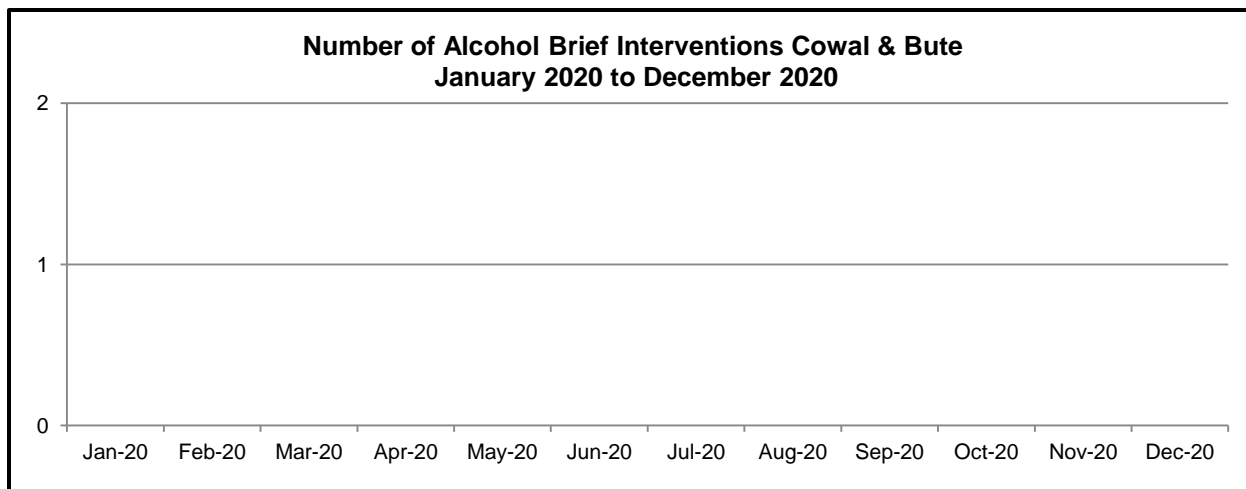 Number of Alcohol Brief Interventions Cowal & Bute
January 2020 to December 2020
2
1
0
Jan-20 Feb-20 Mar-20 Apr-20 May-20 Jun-20 Jul-20 Aug-20 Sep-20 Oct-20 Nov-20 Dec-20